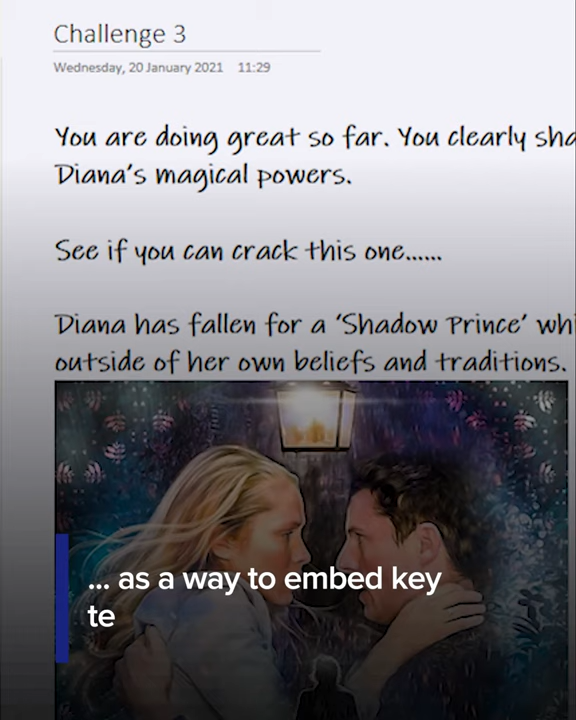 Challenge 3
Wednesday, 20 January 2021 11:29
You are doing great so far. You clearly sha
Diana's magical powers.
See if you can crack this one......
Diana has fallen for a 'Shadow Prince' whi
outside of her own beliefs and traditions.
... as a way to embed key
te